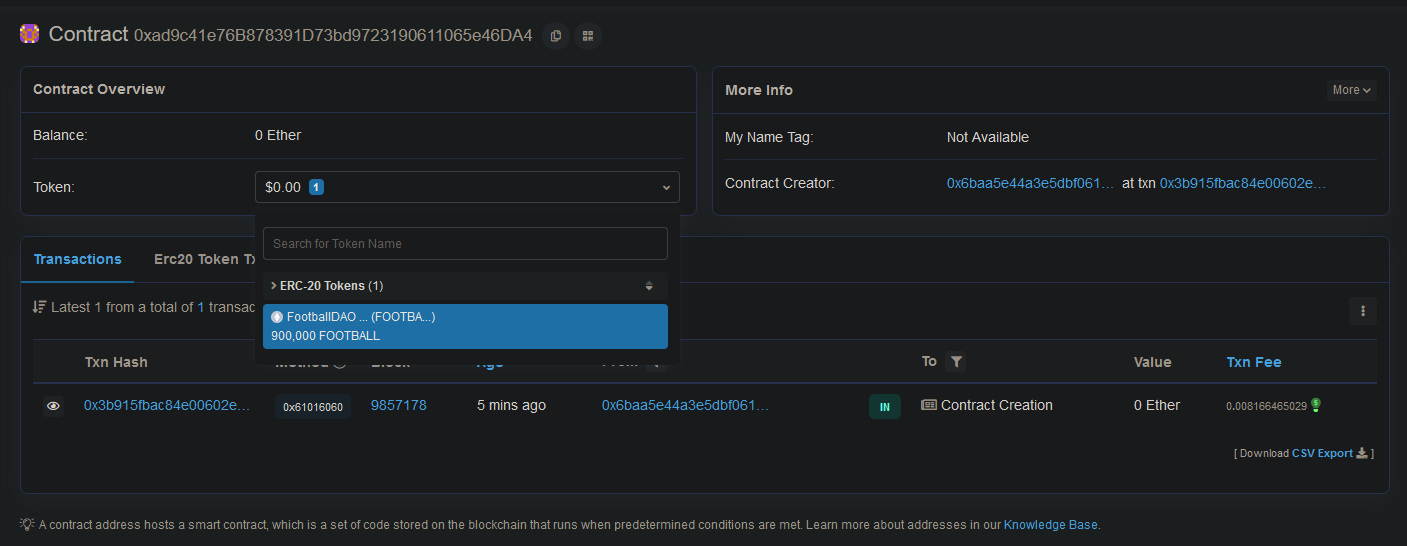 Contract 0xad9c41e76B878391D73bd9723190611065e46DA4
Contract Overview
Balance: 0 Ether
Token: $0.00 1
Search for Token Name
ERC-20 Tokens (1)
FootballDAO ... (FOOTBA...)
900,000 FOOTBALL
More Info More
My Name Tag: Not Available
Contract Creator: 0x6baa5e44a3e5dbf061... at txn 0x3b915fbac84e00602e...
Transactions Erc20 Token Tx
Latest 1 from a total of 1 transac
Txn Hash Method Block Age From To Value Txn Fee
0x3b915fbac84e00602e... 0x61016060 9857178 5 mins ago 0x6baa5e44a3e5dbf061... IN Contract Creation 0 Ether 0.008166465029
[ Download CSV Export ]
A contract address hosts a smart contract, which is a set of code stored on the blockchain that runs when predetermined conditions are met. Learn more about addresses in our Knowledge Base.